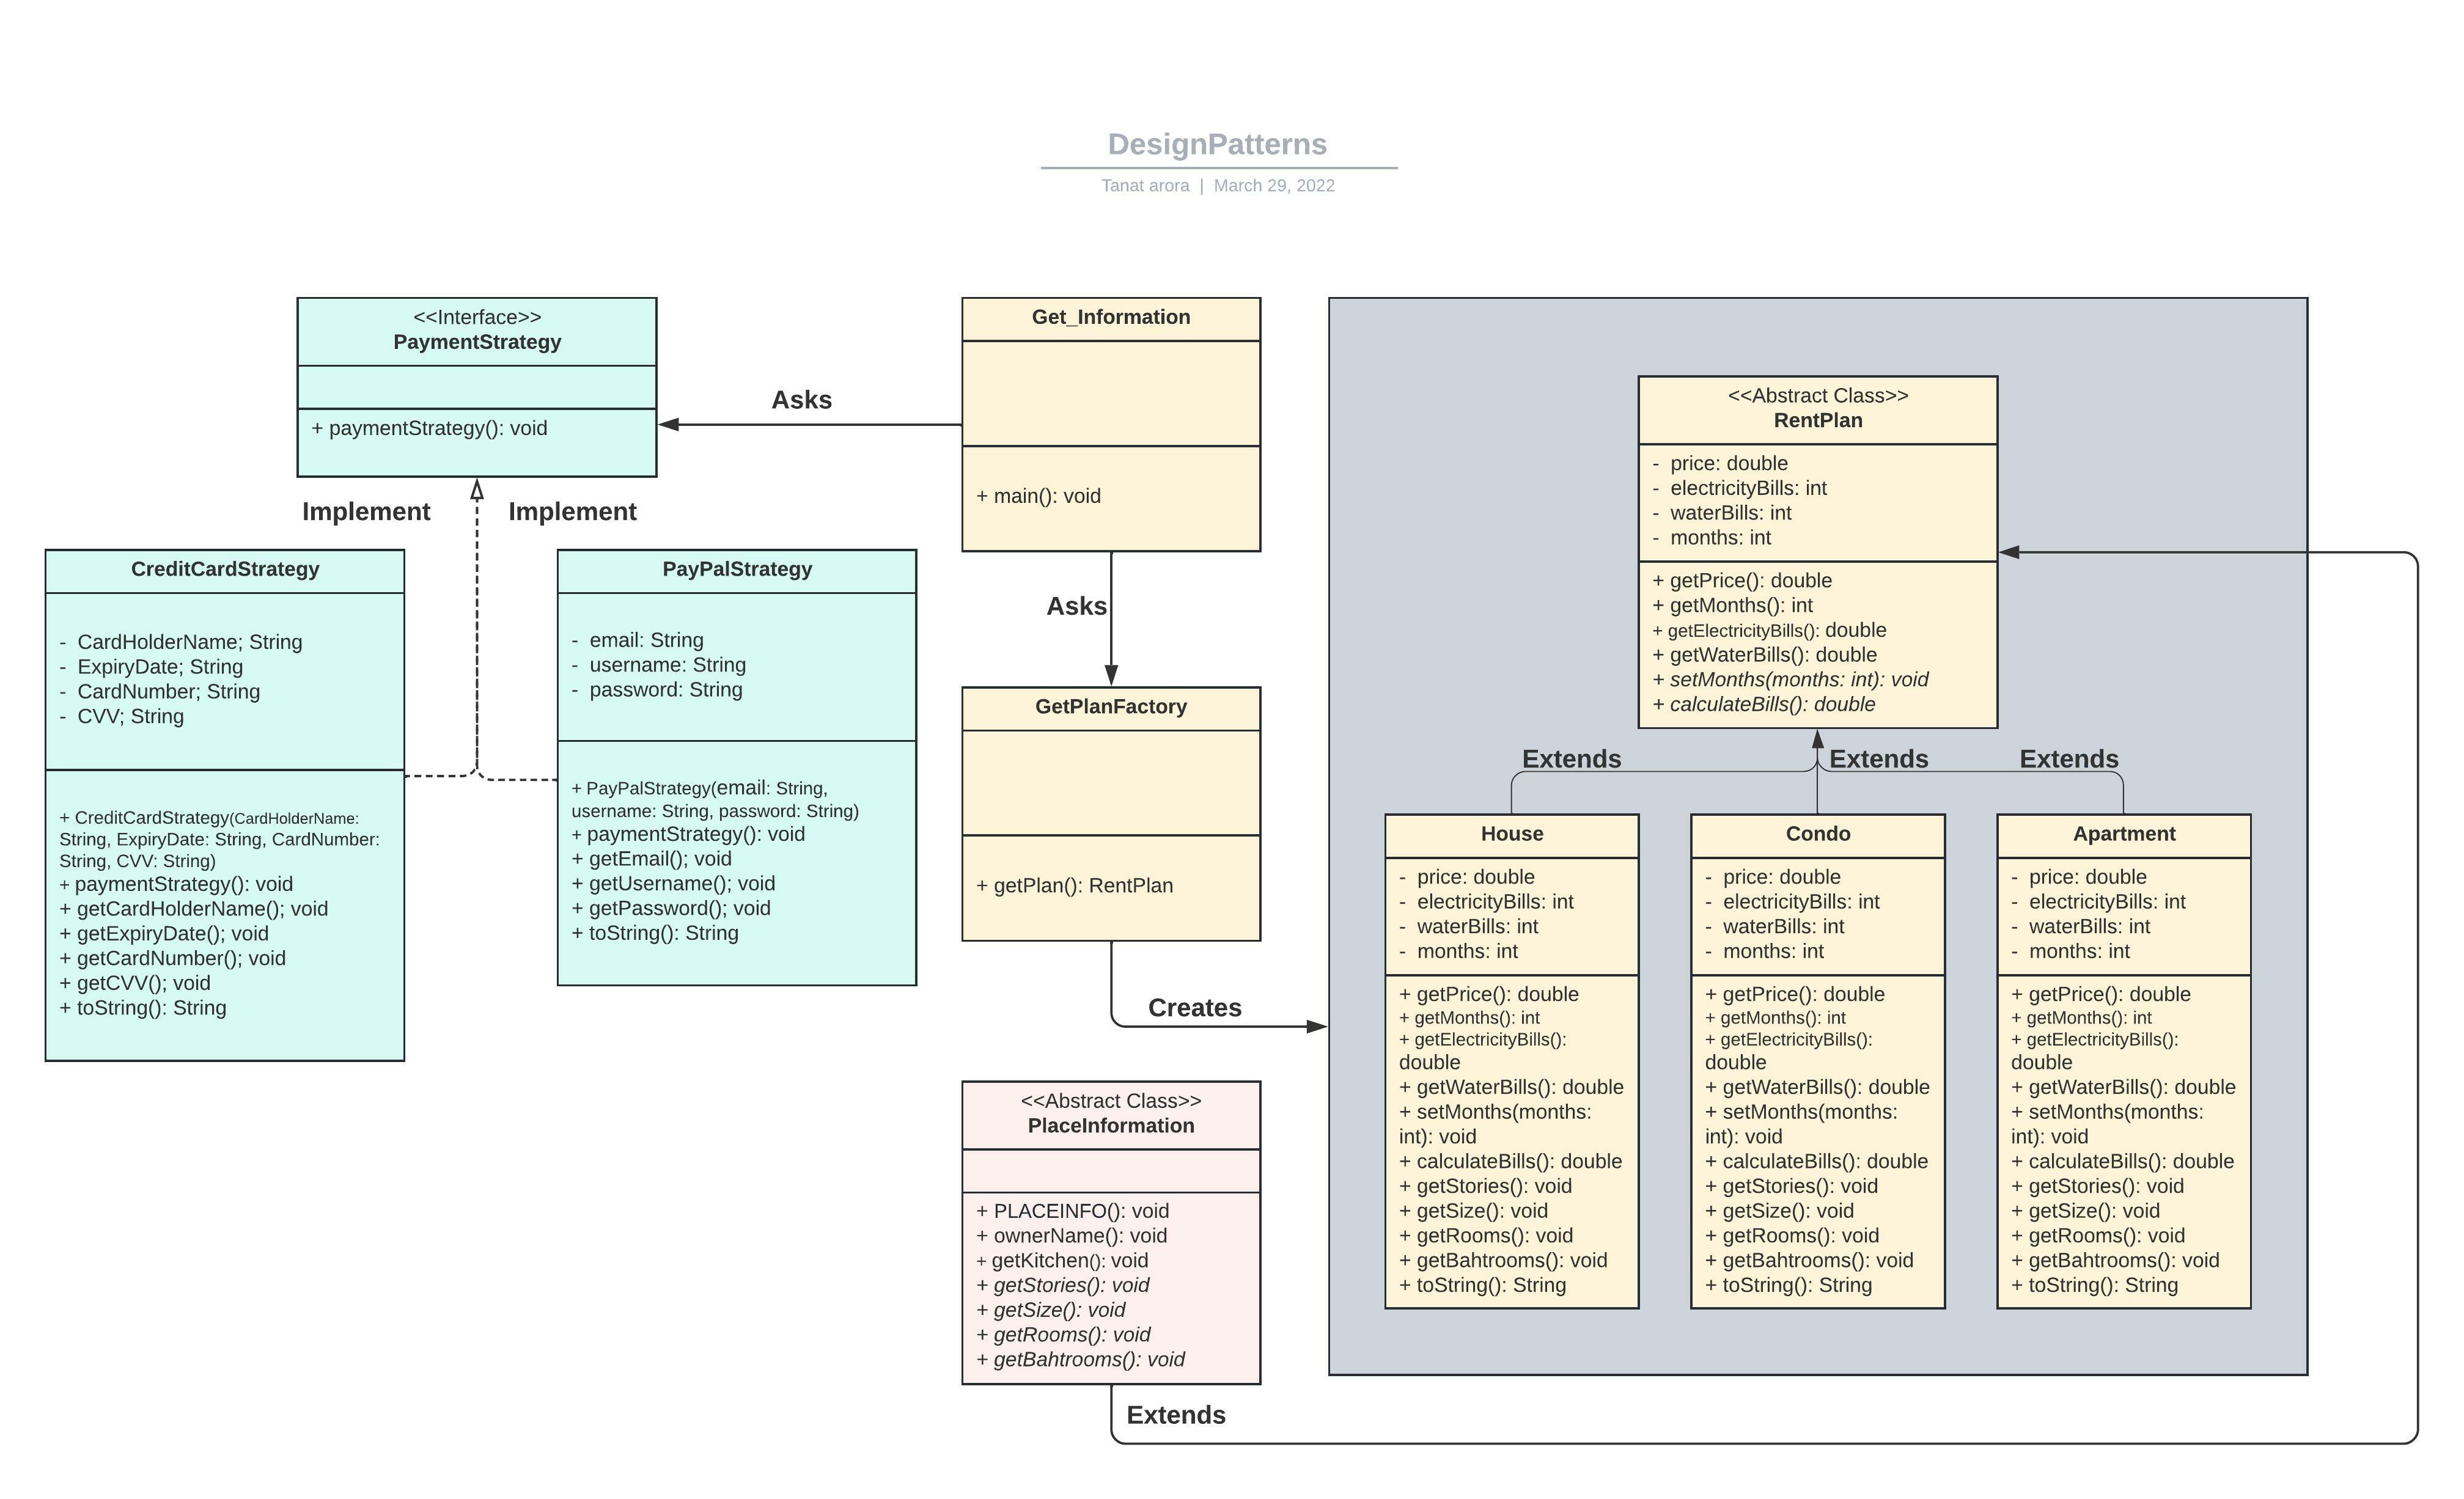 DesignPatterns
Tanat arora | March 29, 2022
<<Interface>>
PaymentStrategy
+ paymentStrategy(): void
Asks
Get_Information
+ main(): void
<<Abstract Class>>
RentPlan
- price: double
- electricityBills: int
- waterBills: int
- months: int
+ getPrice(): double
+ getMonths(): int
+ getElectricityBills(): double
+ getWaterBills(): double
+ setMonths(months: int): void
+ calculateBills(): double
Implement
Implement
CreditCardStrategy
- CardHolderName; String
- ExpiryDate; String
- CardNumber; String
- CVV; String
+ CreditCardStrategy(CardHolderName:
String, ExpiryDate: String, CardNumber:
String, CVV: String)
+ paymentStrategy(): void
+ getCardHolderName(); void
+ getExpiryDate(); void
+ getCardNumber(); void
+ getCVV(); void
+ toString(): String
PayPalStrategy
- email: String
- username: String
- password: String
+ PayPalStrategy(email: String,
username: String, password: String)
+ paymentStrategy(): void
+ getEmail(); void
+ getUsername(); void
+ getPassword(); void
+ toString(): String
Asks
GetPlanFactory
+ getPlan(): RentPlan
Creates
Extends
Extends
Extends
House
- price: double
- electricityBills: int
- waterBills: int
- months: int
+ getPrice(): double
+ getMonths(): int
+ getElectricityBills():
double
+ getWaterBills(): double
+ setMonths(months:
int): void
+ calculateBills(): double
+ getStories(): void
+ getSize(): void
+ getRooms(): void
+ getBahtrooms(): void
+ toString(): String
Condo
- price: double
- electricityBills: int
- waterBills: int
- months: int
+ getPrice(): double
+ getMonths(): int
+ getElectricityBills():
double
+ getWaterBills(): double
+ setMonths(months:
int): void
+ calculateBills(): double
+ getStories(): void
+ getSize(): void
+ getRooms(): void
+ getBahtrooms(): void
+ toString(): String
Apartment
- price: double
- electricityBills: int
- waterBills: int
- months: int
+ getPrice(): double
+ getMonths(): int
+ getElectricityBills():
double
+ getWaterBills(): double
+ setMonths(months:
int): void
+ calculateBills(): double
+ getStories(): void
+ getSize(): void
+ getRooms(): void
+ getBahtrooms(): void
+ toString(): String
<<Abstract Class>>
PlaceInformation
+ PLACEINFO(): void
+ ownerName(): void
+ getKitchen(): void
+ getStories(): void
+ getSize(): void
+ getRooms(): void
+ getBahtrooms(): void
Extends